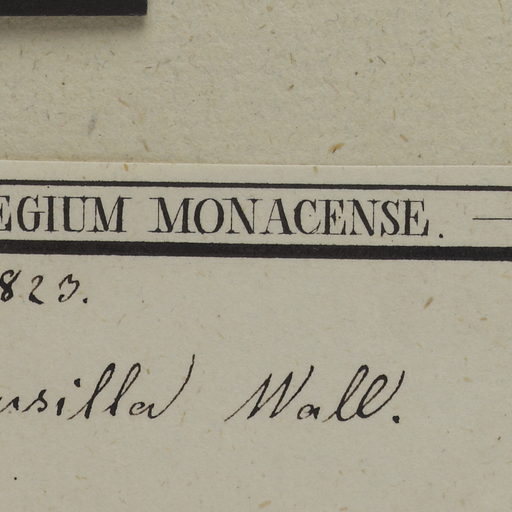 EGIUM MONACENSE. —
823.
usilla Wall.